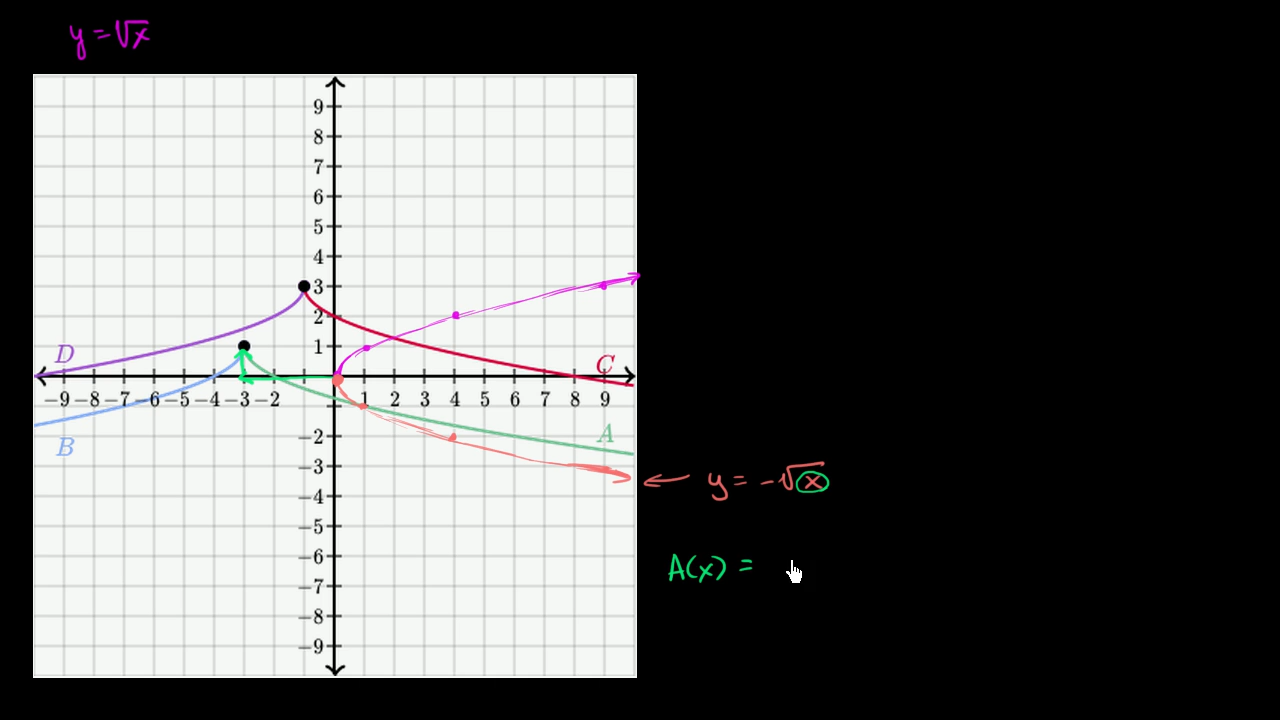 y = √x
9
8
7
6
5
4
3
2
1
D
C
−9 −8 −7 −6 −5 −4 −3 −2 1 2 3 4 5 6 7 8 9
B
A
−2
−3
−4
−5
−6
−7
−8
−9
y = -√x
A(x) =